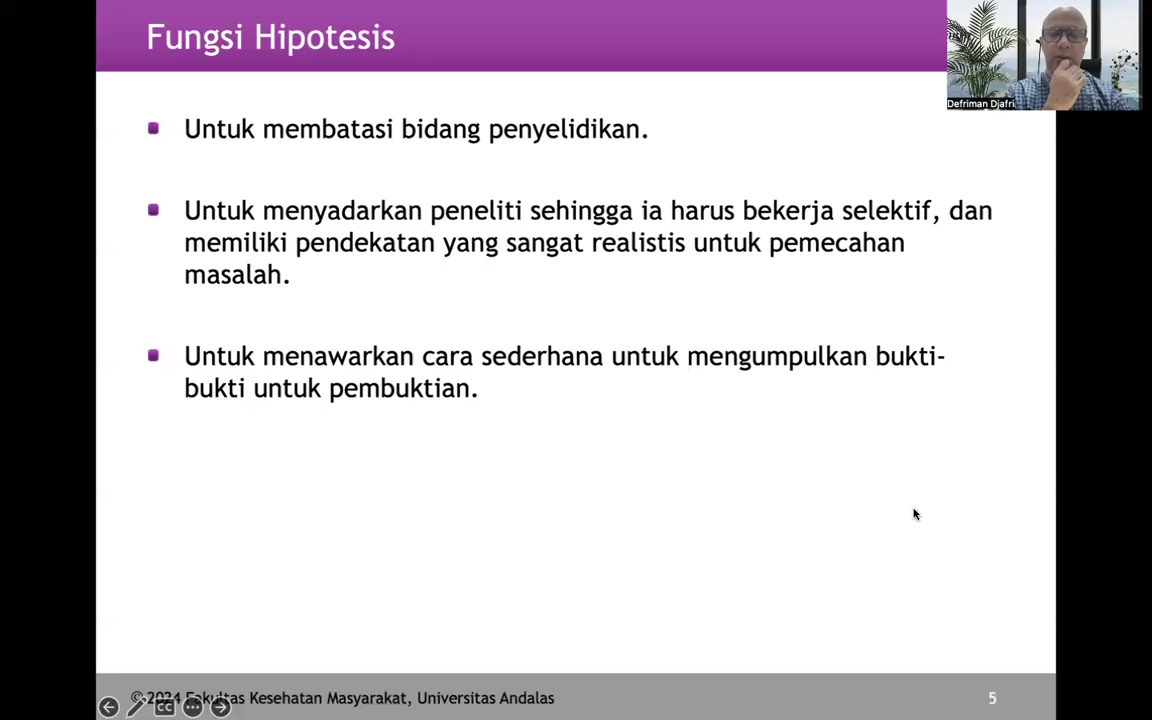 Fungsi Hipotesis
Defriman Djafri
Untuk membatasi bidang penyelidikan.
Untuk menyadarkan peneliti sehingga ia harus bekerja selektif, dan
memiliki pendekatan yang sangat realistis untuk pemecahan
masalah.
Untuk menawarkan cara sederhana untuk mengumpulkan bukti-
bukti untuk pembuktian.
©2024 Fakultas Kesehatan Masyarakat, Universitas Andalas
CC
5